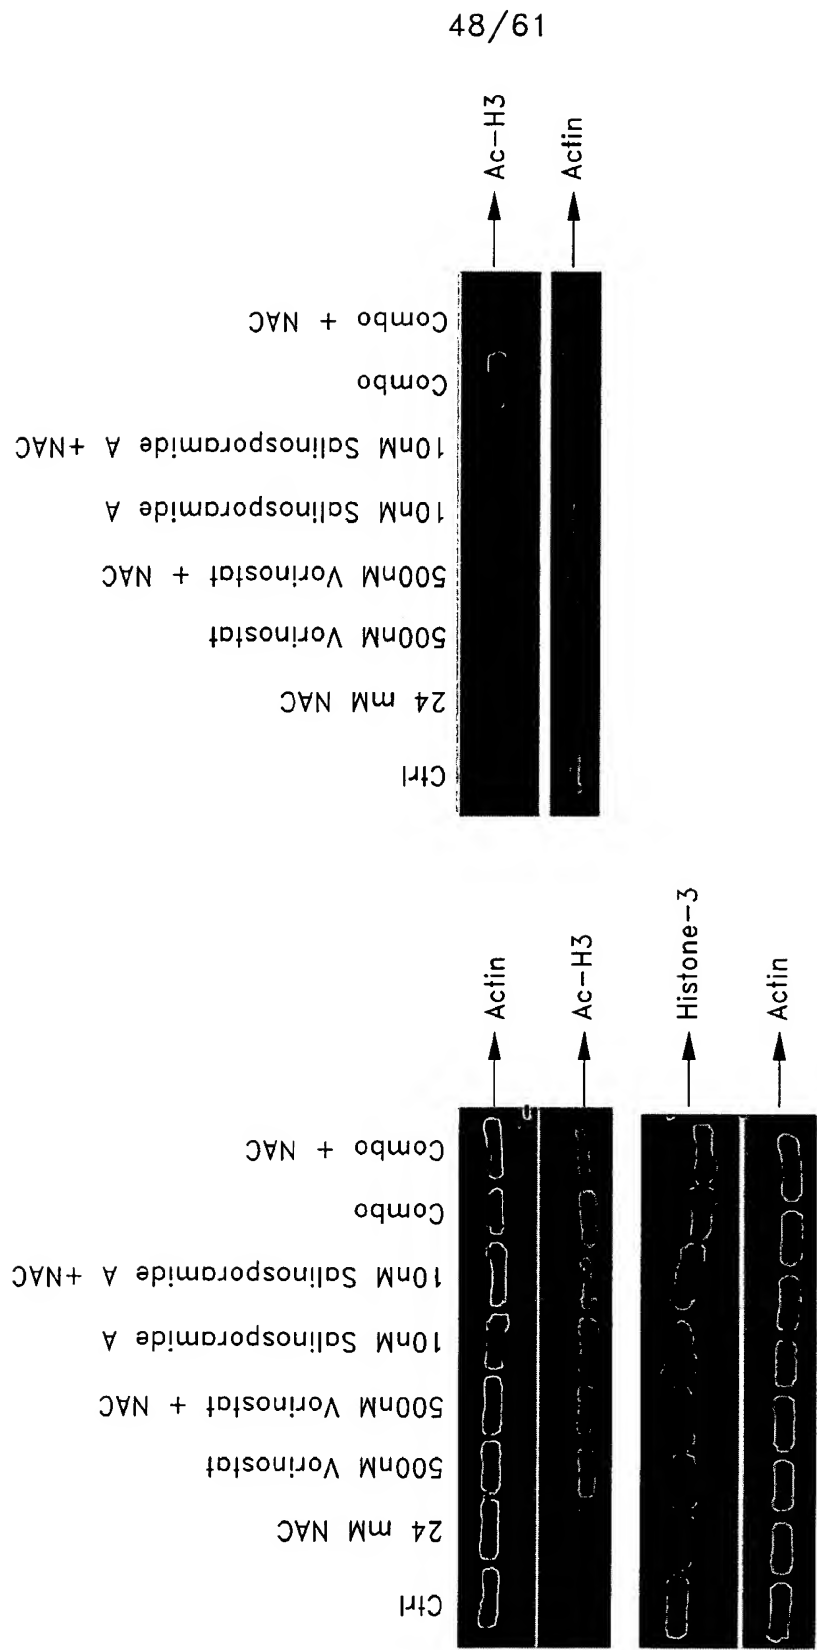 48/61
Ac-H3
Actin
Combo + NAC
Combo
10nM Salinosporamide A +NAC
10nM Salinosporamide A
500nM Vorinostat + NAC
500nM Vorinostat
24 mM NAC
Ctrl
Actin
Ac-H3
Histone-3
Actin
Combo + NAC
Combo
10nM Salinosporamide A +NAC
10nM Salinosporamide A
500nM Vorinostat + NAC
500nM Vorinostat
24 mM NAC
Ctrl